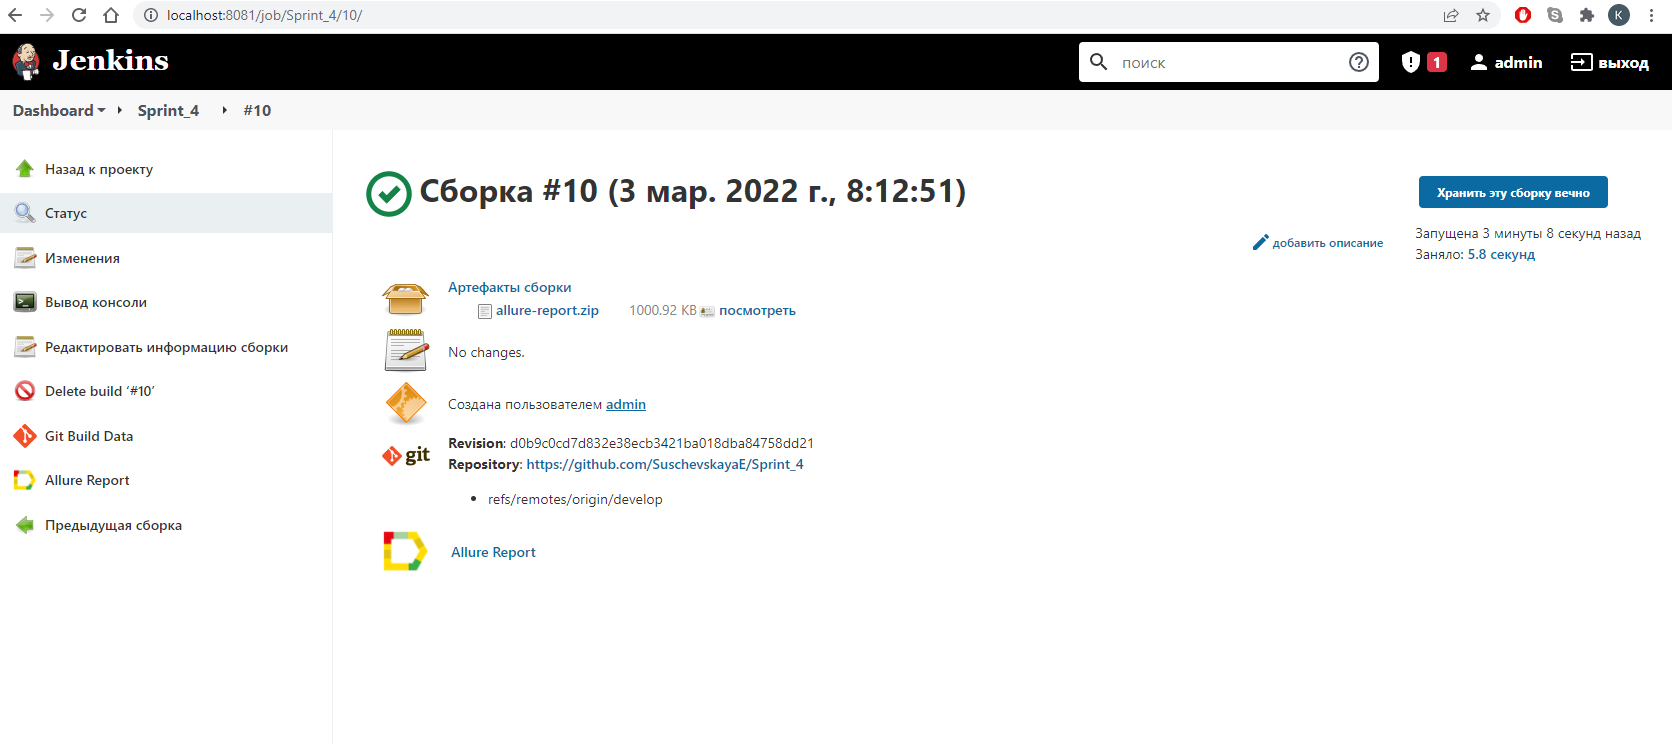 localhost:8081/job/Sprint_4/10/
K
Jenkins
поиск
1
admin
выход
Dashboard
Sprint_4
#10
Назад к проекту
Статус
Изменения
Вывод консоли
Редактировать информацию сборки
Delete build ‘#10’
Git Build Data
Allure Report
Предыдущая сборка
Сборка #10 (3 мар. 2022 г., 8:12:51)
Хранить эту сборку вечно
добавить описание
Запущена 3 минуты 8 секунд назад
Заняло: 5.8 секунд
Артефакты сборки
allure-report.zip 1000.92 KB посмотреть
No changes.
Создана пользователем admin
git
Revision: d0b9c0cd7d832e38ecb3421ba018dba84758dd21
Repository: https://github.com/SuschevskayaE/Sprint_4
refs/remotes/origin/develop
Allure Report